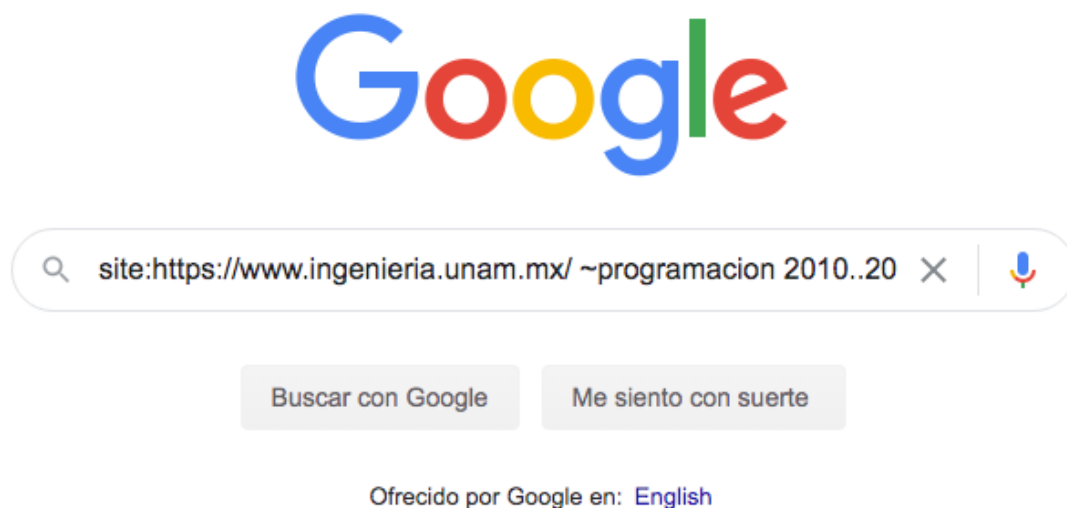 Google
site:https://www.ingenieria.unam.mx/ ~programacion 2010..20
Buscar con Google
Me siento con suerte
Ofrecido por Google en: English